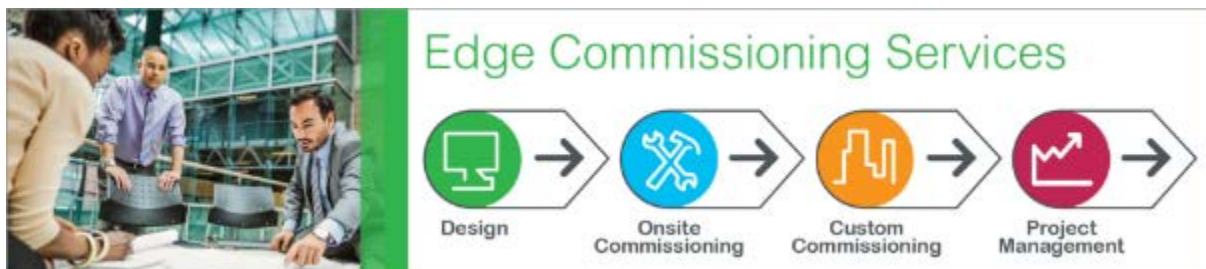 Edge Commissioning Services
Design
Onsite
Commissioning
Custom
Commissioning
Project
Management